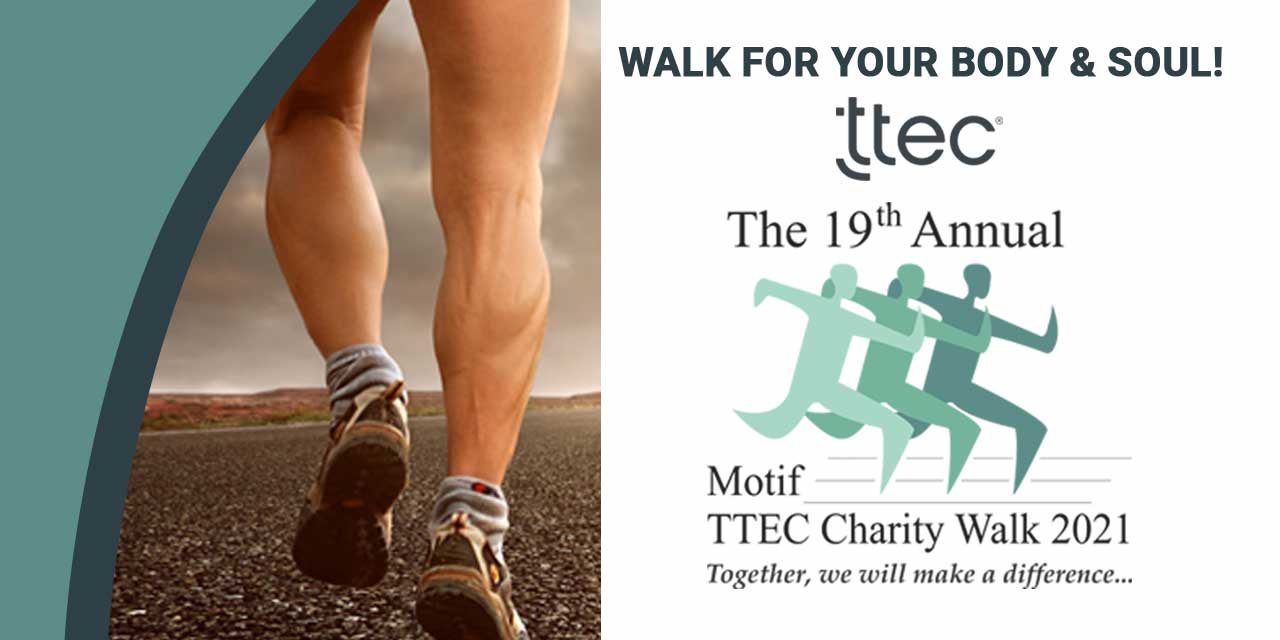 WALK FOR YOUR BODY & SOUL!
ttec®
The 19th Annual
Motif
TTEC Charity Walk 2021
Together, we will make a difference...